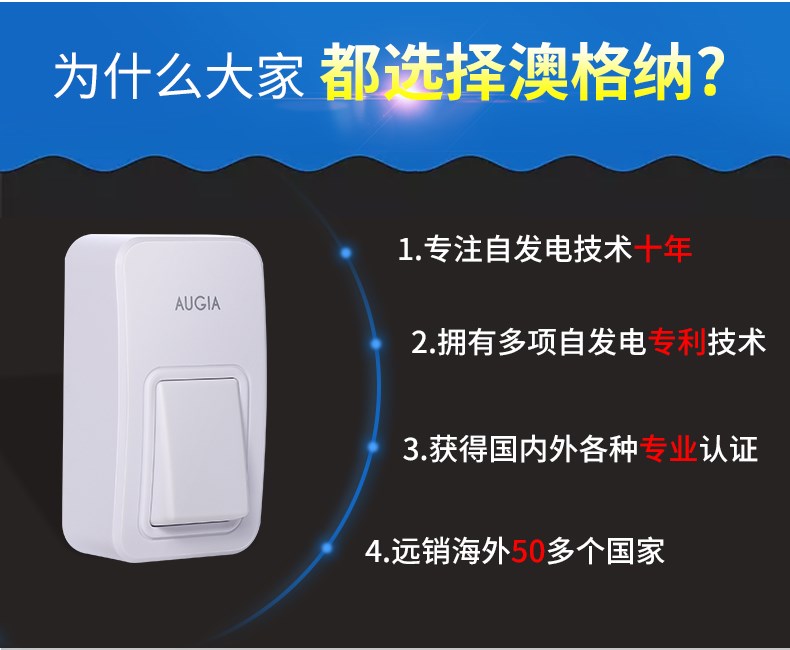 为什么大家 都选择澳格纳?
AUGIA
1.专注自发电技术十年
2.拥有多项自发电专利技术
3.获得国内外各种专业认证
4.远销海外50多个国家